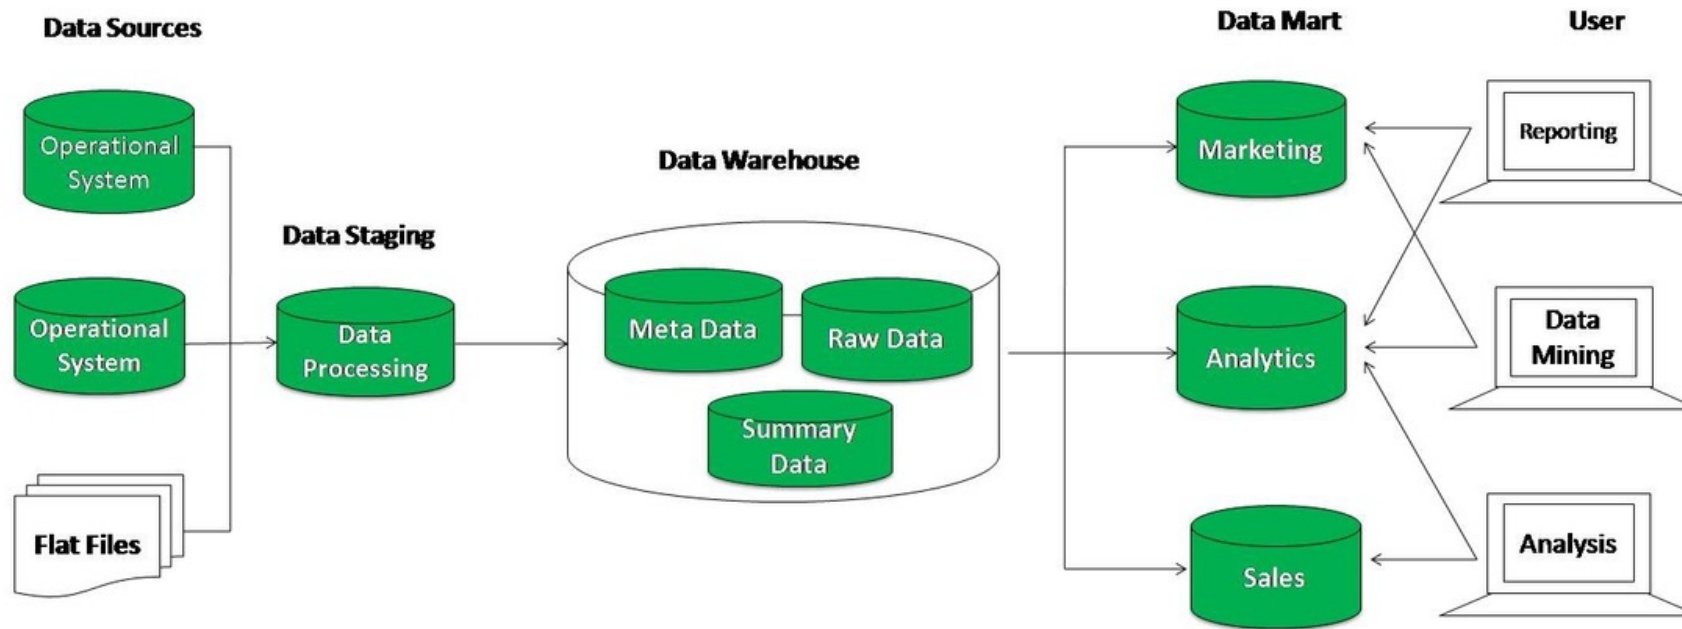 Data Sources
Data Mart
User
Operational
System
Marketing
Reporting
Data Warehouse
Data Staging
Operational
System
Data
Processing
Meta Data
Raw Data
Summary
Data
Analytics
Data
Mining
Flat Files
Sales
Analysis